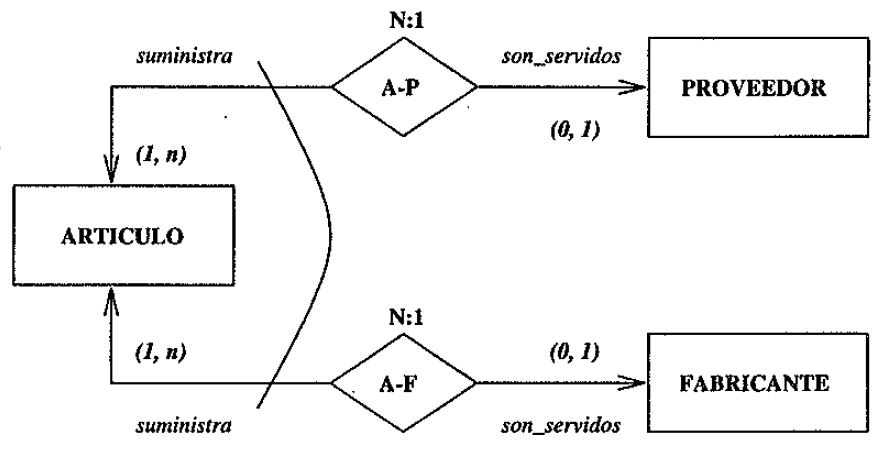 N:1
suministra
son_servidos
A-P
PROVEEDOR
(0, 1)
(1, n)
ARTICULO
N:1
(1, n)
(0, 1)
A-F
FABRICANTE
suministra
son_servidos